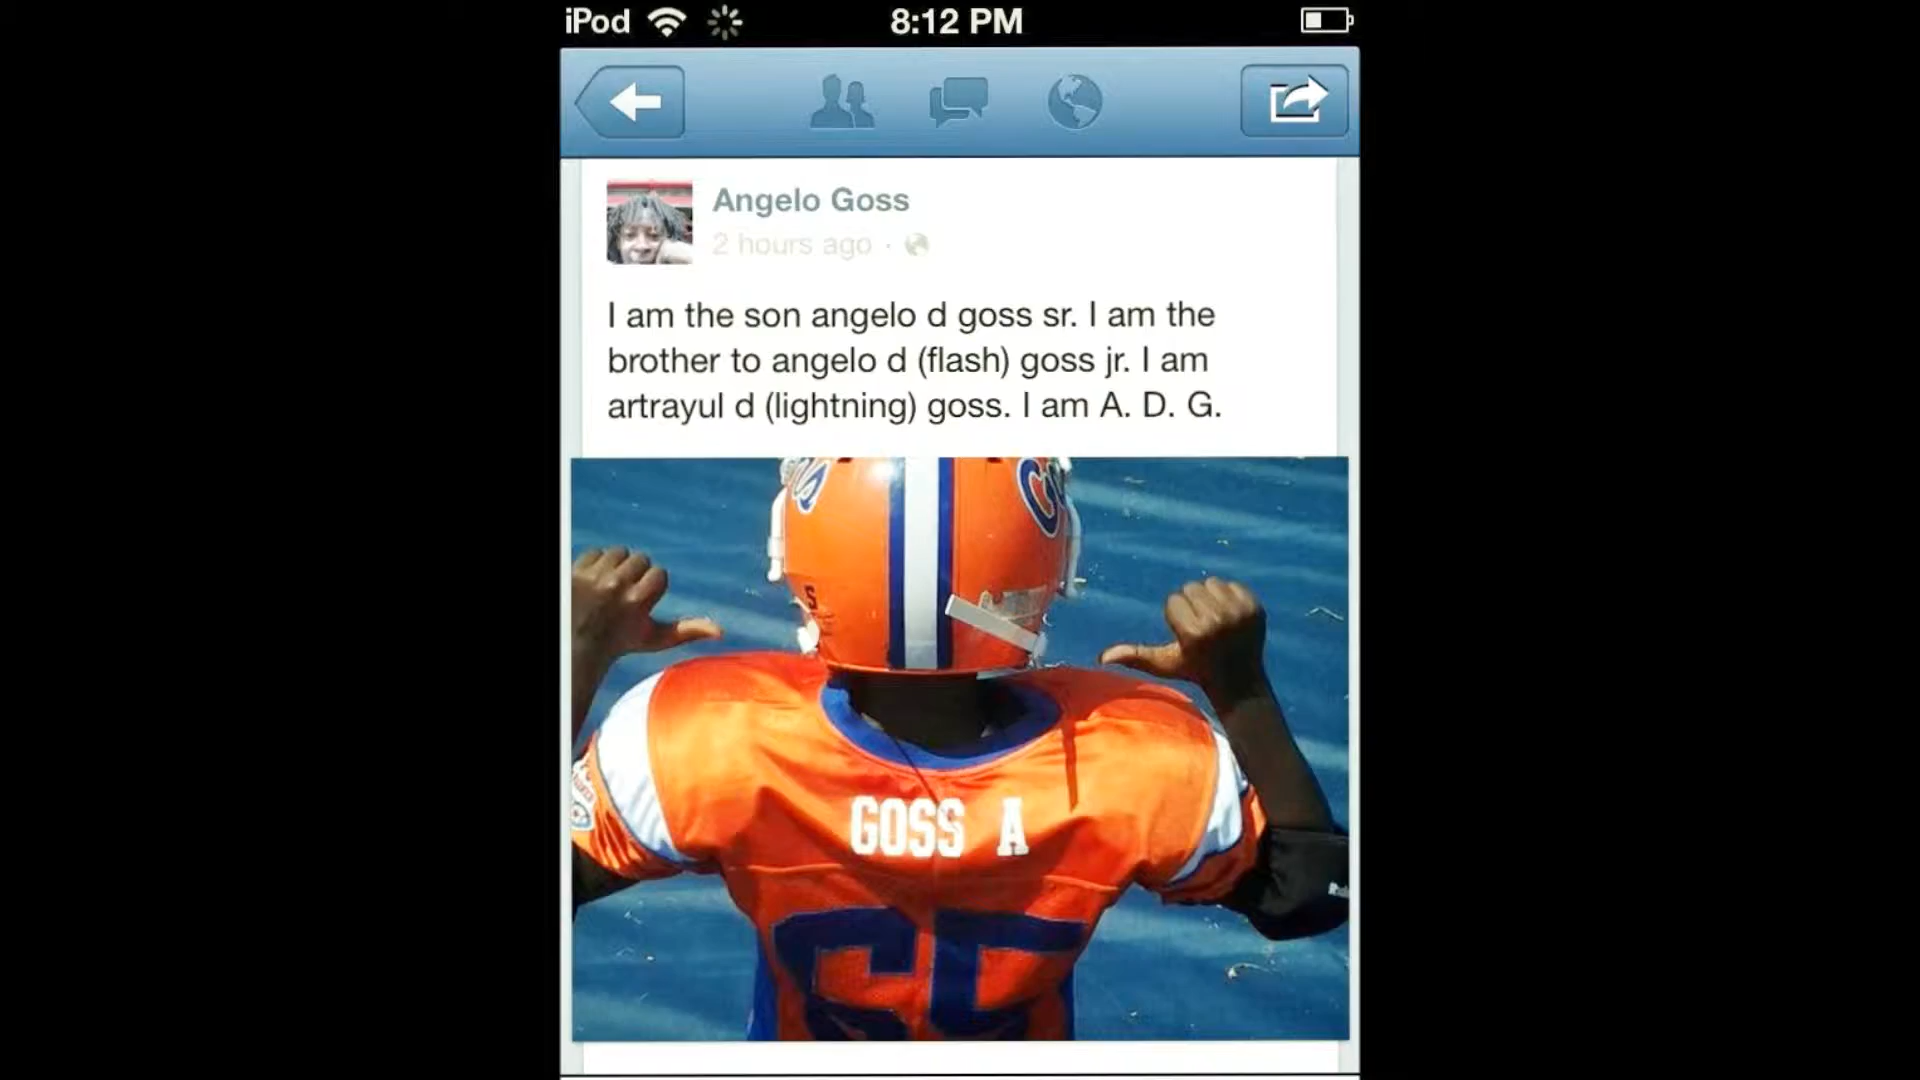 iPod 8:12 PM
Angelo Goss
2 hours ago ·
I am the son angelo d goss sr. I am the
brother to angelo d (flash) goss jr. I am
artrayul d (lightning) goss. I am A. D. G.
GOSS A
65